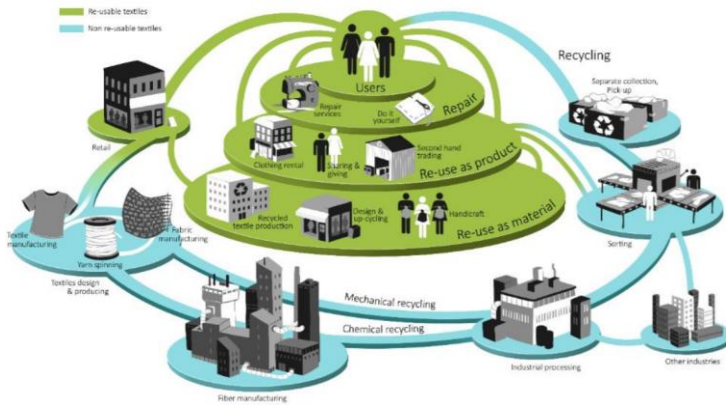 Re-usable textiles
Non re-usable textiles
Users
Recycling
Separate collection,
Pick-up
Repair
services
Do it
yourself
Repair
Retail
Clothing rental
Sharing &
giving
Second hand
trading
Re-use as product
Recycled
textile production
Design &
up-cycling
Handicraft
Re-use as material
Sorting
Textile
manufacturing
Fabric
manufacturing
Yarn spinning
Textiles design
& producing
Mechanical recycling
Chemical recycling
Fiber manufacturing
Industrial processing
Other industries